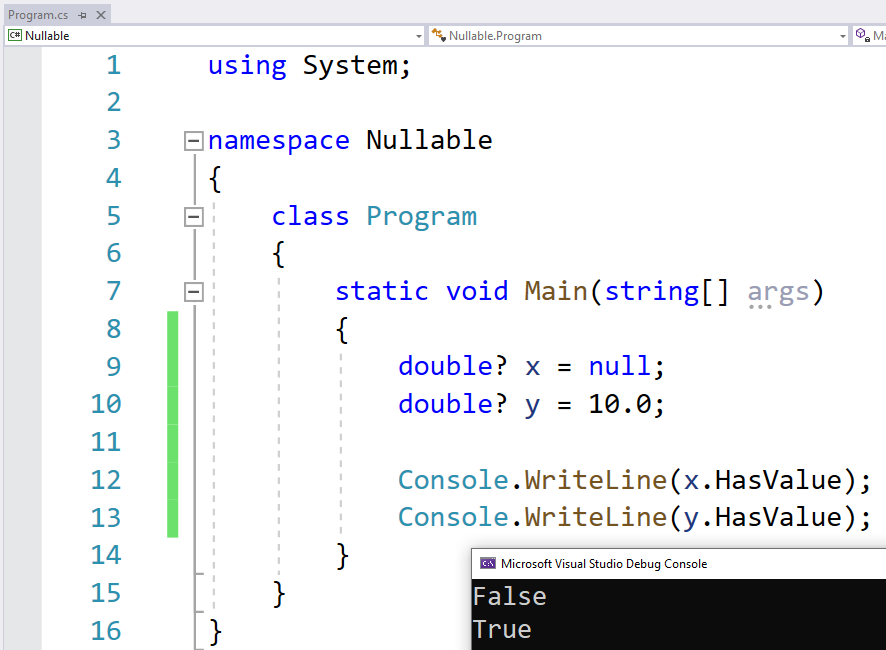 Program.cs
C# Nullable
Nullable.Program
1 using System;
2
3 namespace Nullable
4 {
5 class Program
6 {
7 static void Main(string[] args)
8 {
9 double? x = null;
10 double? y = 10.0;
11
12 Console.WriteLine(x.HasValue);
13 Console.WriteLine(y.HasValue);
14 }
15 }
16 }
Microsoft Visual Studio Debug Console
False
True